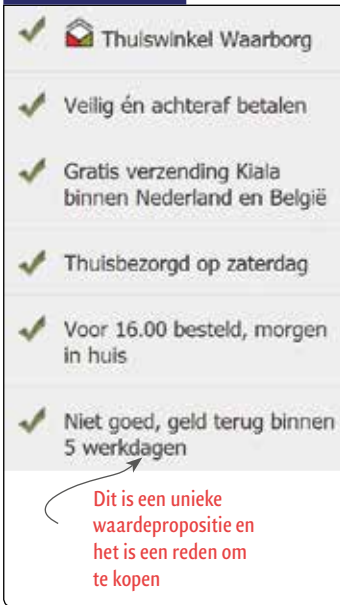 Thuiswinkel Waarborg
Veilig én achteraf betalen
Gratis verzending Kiala
binnen Nederland en België
Thuisbezorgd op zaterdag
Voor 16.00 besteld, morgen
in huis
Niet goed, geld terug binnen
5 werkdagen
Dit is een unieke
waardepropositie en
het is een reden om
te kopen